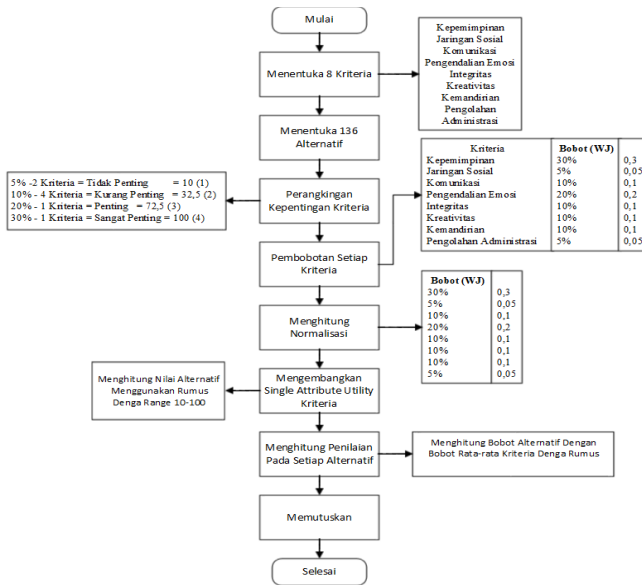 Mulai
Menentuka 8 Kriteria
Kepemimpinan
Jaringan Sosial
Komunikasi
Pengendalian Emosi
Integritas
Kreativitas
Kemandirian
Pengolahan
Administrasi
Menentuka 136
Alternatif
5% -2 Kriteria = Tidak Penting = 10 (1)
10% - 4 Kriteria = Kurang Penting = 32,5 (2)
20% - 1 Kriteria = Penting = 72,5 (3)
30% - 1 Kriteria = Sangat Penting = 100 (4)
Perangkingan
Kepentingan Kriteria
Kriteria Bobot (WJ)
Kepemimpinan 30% 0,3
Jaringan Sosial 5% 0,05
Komunikasi 10% 0,1
Pengendalian Emosi 20% 0,2
Integritas 10% 0,1
Kreativitas 10% 0,1
Kemandirian 10% 0,1
Pengolahan Administrasi 5% 0,05
Pembobotan Setiap
Kriteria
Menghitung
Normalisasi
Bobot (WJ)
30% 0,3
5% 0,05
10% 0,1
20% 0,2
10% 0,1
10% 0,1
10% 0,1
5% 0,05
Menghitung Nilai Alternatif
Menggunakan Rumus
Denga Range 10-100
Mengembangkan
Single Attribute Utility
Kriteria
Menghitung Penilaian
Pada Setiap Alternatif
Menghitung Bobot Alternatif Dengan
Bobot Rata-rata Kriteria Denga Rumus
Memutuskan
Selesai